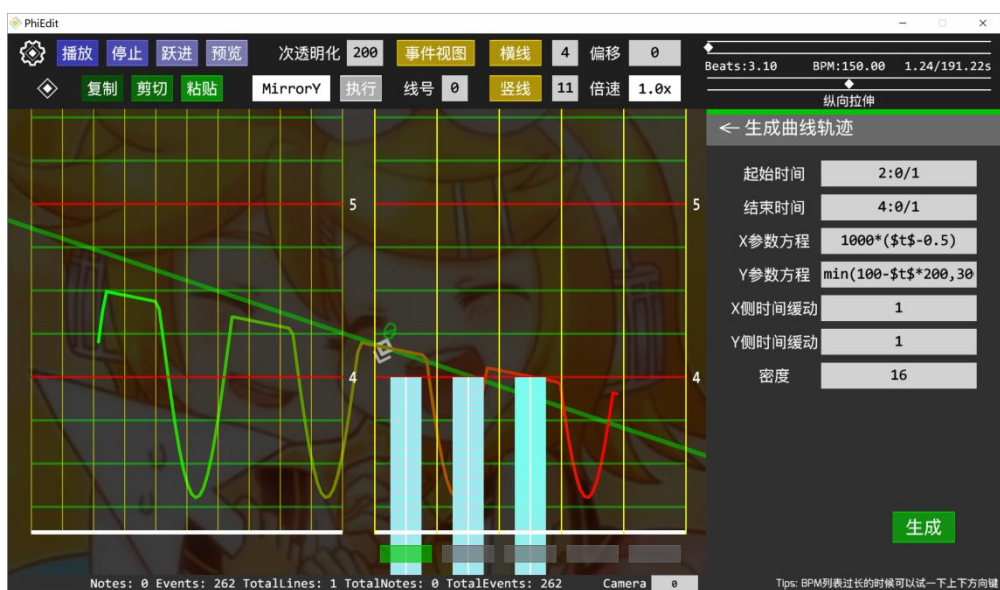 PhiEdit
播放 停止 跃进 预览 次透明化 200 事件视图 横线 4 偏移 0
Beats:3.10 BPM:150.00 1.24/191.22s
复制 剪切 粘贴 MirrorY 执行 线号 0 竖线 11 倍速 1.0x
纵向拉伸
← 生成曲线轨迹
起始时间 2:0/1
结束时间 4:0/1
X参数方程 1000*($t$-0.5)
Y参数方程 min(100-$t$*200,30
X侧时间缓动 1
Y侧时间缓动 1
密度 16
生成
5 5
0
4 4
Notes: 0 Events: 262 TotalLines: 1 TotalNotes: 0 TotalEvents: 262 Camera 0
Tips: BPM列表过长的时候可以试一下上下方向键